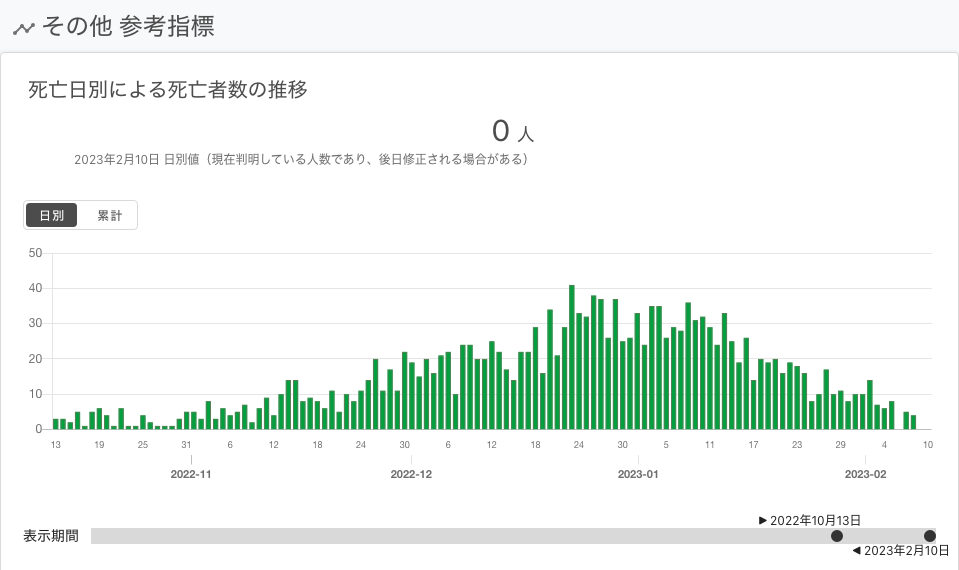 その他 参考指標
死亡日別による死亡者数の推移
0 人
2023年2月10日 日別値（現在判明している人数であり、後日修正される場合がある）
日別 累計
50
40
30
20
10
0
13 19 25 31 6 12 18 24 30 6 12 18 24 30 5 11 17 23 29 4 10
2022-11 2022-12 2023-01 2023-02
▶ 2022年10月13日
表示期間
◀ 2023年2月10日